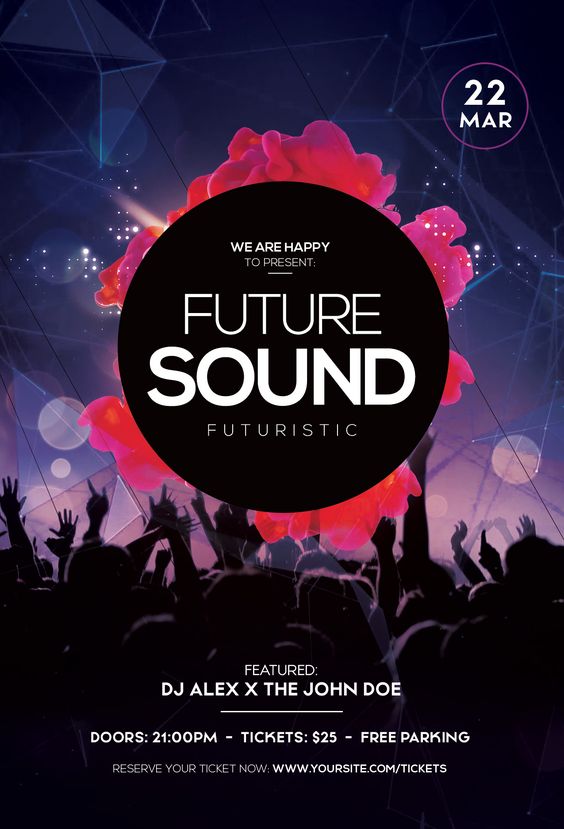 22
MAR
WE ARE HAPPY
TO PRESENT:
FUTURE
SOUND
FUTURISTIC
FEATURED:
DJ ALEX X THE JOHN DOE
DOORS: 21:00PM - TICKETS: $25 - FREE PARKING
RESERVE YOUR TICKET NOW: WWW.YOURSITE.COM/TICKETS